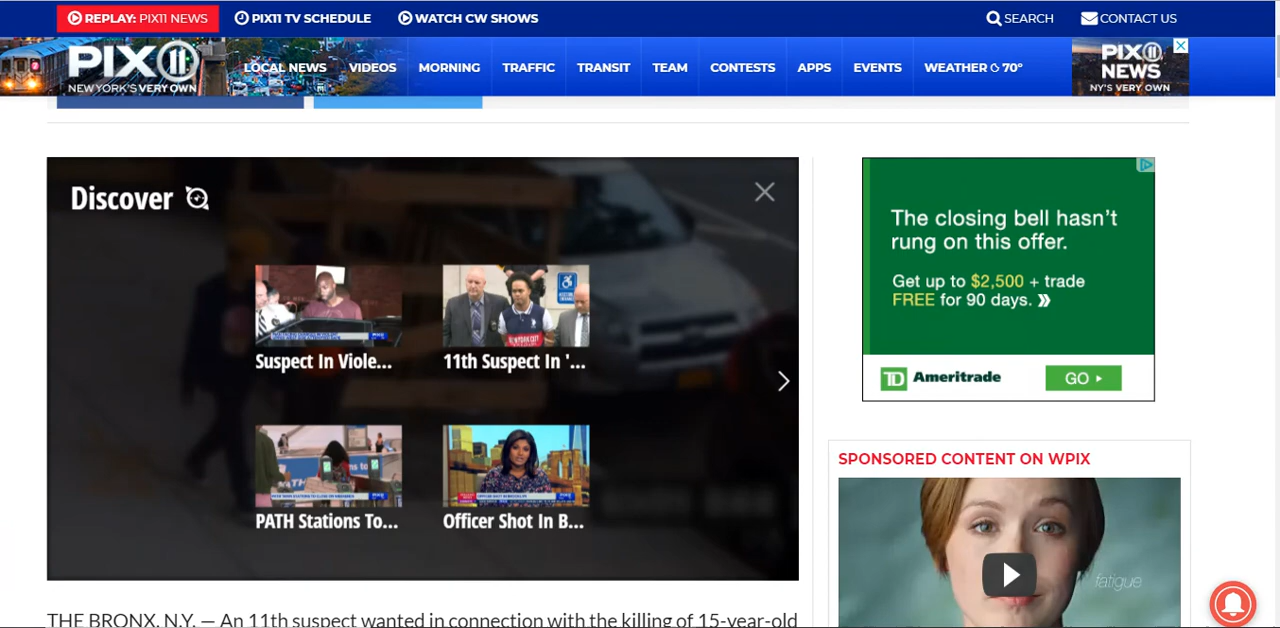 REPLAY: PIX11 NEWS
PIX11 TV SCHEDULE
WATCH CW SHOWS
SEARCH
CONTACT US
PIX11
NEW YORK'S VERY OWN
LOCAL NEWS
VIDEOS
MORNING
TRAFFIC
TRANSIT
TEAM
CONTESTS
APPS
EVENTS
WEATHER 70°
PIX11
NEWS
NY'S VERY OWN
Discover
Suspect In Viole...
11th Suspect In '...
PATH Stations To...
Officer Shot In B...
The closing bell hasn't
rung on this offer.
Get up to $2,500 + trade
FREE for 90 days.
TD Ameritrade
GO
SPONSORED CONTENT ON WPIX
fatigue
THE BRONX, N.Y. — An 11th suspect wanted in connection with the killing of 15-year-old